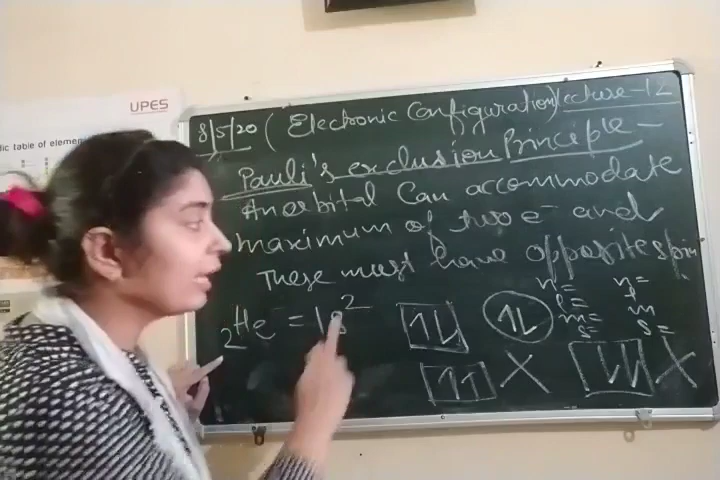 UPES
dic table of elemen
8/5/20 ( Electronic Configuration) Lecture-12
Pauli's exclusion Principle -
An orbital Can accommodate
maximum of two e⁻ and
These must have opposite spin
₂He = 1s²
↑↓ ↑↓
n= n=
l= l
m= m
s= s=
↑↑ X ↓↓ X